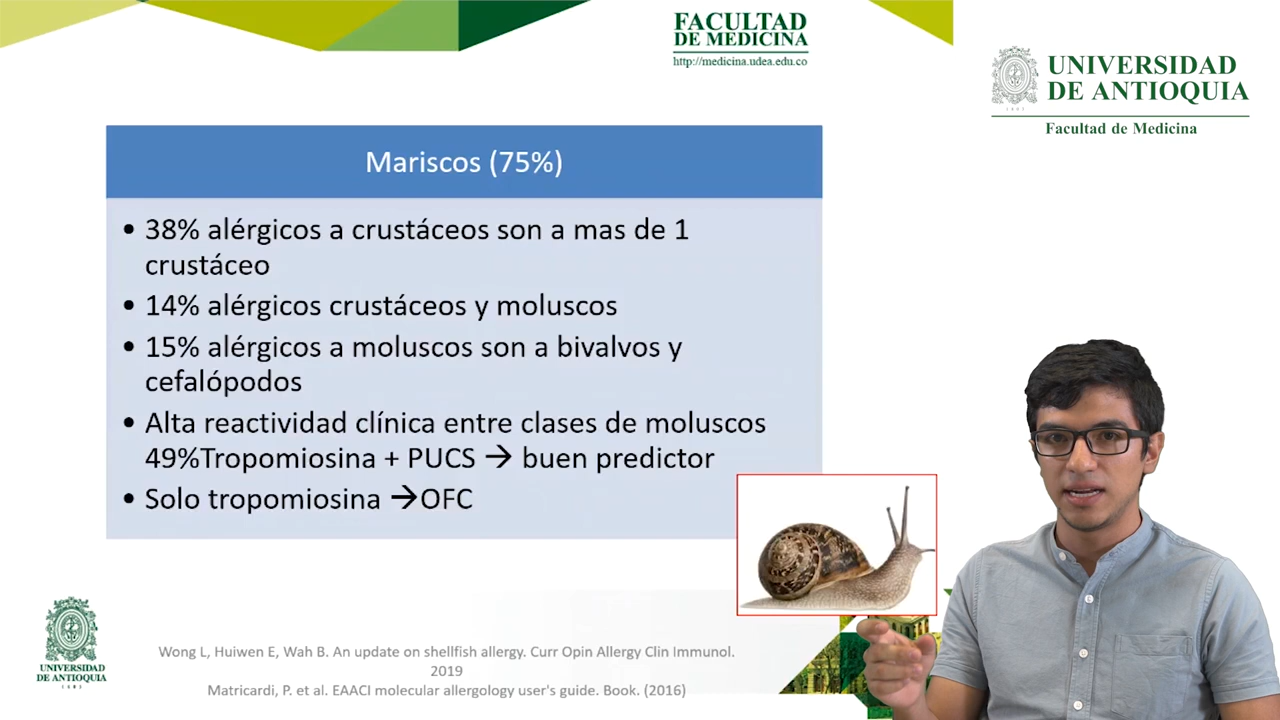 FACULTAD
DE MEDICINA
http://medicina.udea.edu.co
UNIVERSIDAD
DE ANTIOQUIA
1803
Facultad de Medicina
Mariscos (75%)
• 38% alérgicos a crustáceos son a mas de 1
crustáceo
• 14% alérgicos crustáceos y moluscos
• 15% alérgicos a moluscos son a bivalvos y
cefalópodos
• Alta reactividad clínica entre clases de moluscos
49%Tropomiosina + PUCS → buen predictor
• Solo tropomiosina →OFC
UNIVERSIDAD
DE ANTIOQUIA
1803
Wong L, Huiwen E, Wah B. An update on shellfish allergy. Curr Opin Allergy Clin Immunol.
2019
Matricardi, P. et al. EAACI molecular allergology user's guide. Book. (2016)